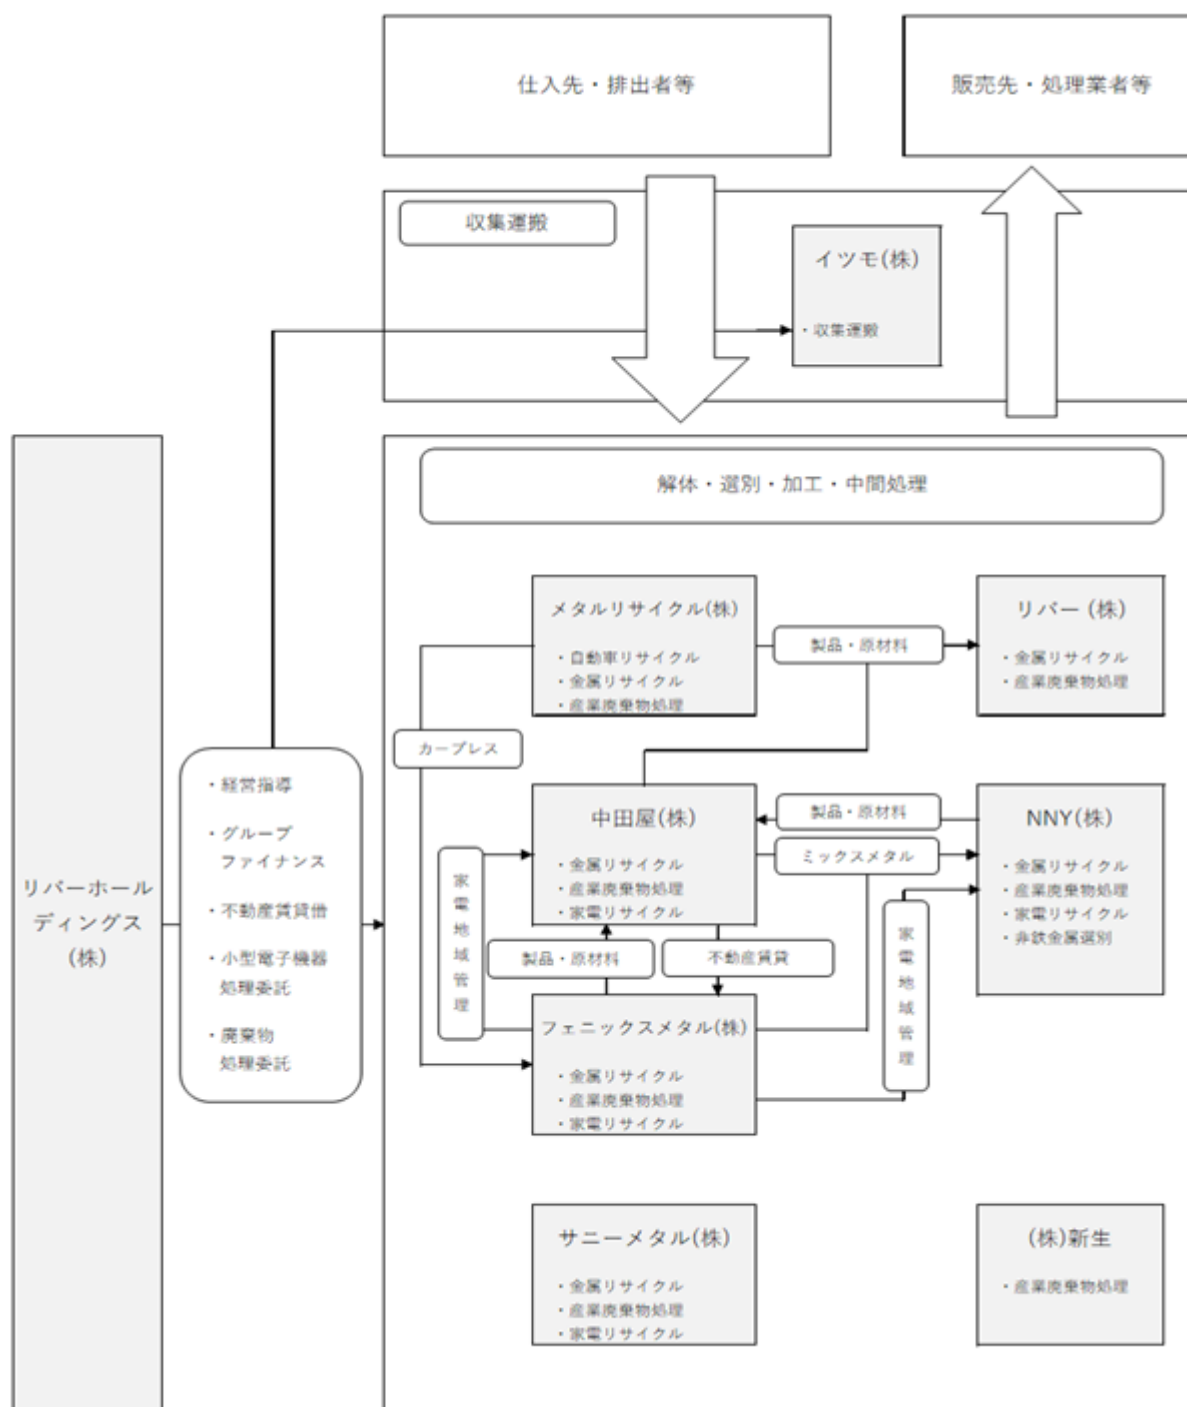 仕入先・排出者等
販売先・処理業者等
収集運搬
イツモ(株)
・収集運搬
解体・選別・加工・中間処理
メタルリサイクル(株)
・自動車リサイクル
・金属リサイクル
・産業廃棄物処理
製品・原材料
リバー (株)
・金属リサイクル
・産業廃棄物処理
カープレス
リバーホール
ディングス
(株)
・経営指導
・グループ
ファイナンス
・不動産賃貸借
・小型電子機器
処理委託
・廃棄物
処理委託
中田屋(株)
・金属リサイクル
・産業廃棄物処理
・家電リサイクル
製品・原材料
ミックスメタル
NNY(株)
・金属リサイクル
・産業廃棄物処理
・家電リサイクル
・非鉄金属選別
家電地域管理
製品・原材料
不動産賃貸
家電地域管理
フェニックスメタル(株)
・金属リサイクル
・産業廃棄物処理
・家電リサイクル
サニーメタル(株)
・金属リサイクル
・産業廃棄物処理
・家電リサイクル
(株)新生
・産業廃棄物処理